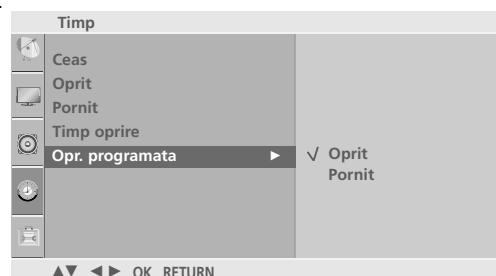 Timp
Ceas
Oprit
Pornit
Timp oprire
Opr. programata ► √ Oprit
Pornit
▲▼ ◄► OK RETURN